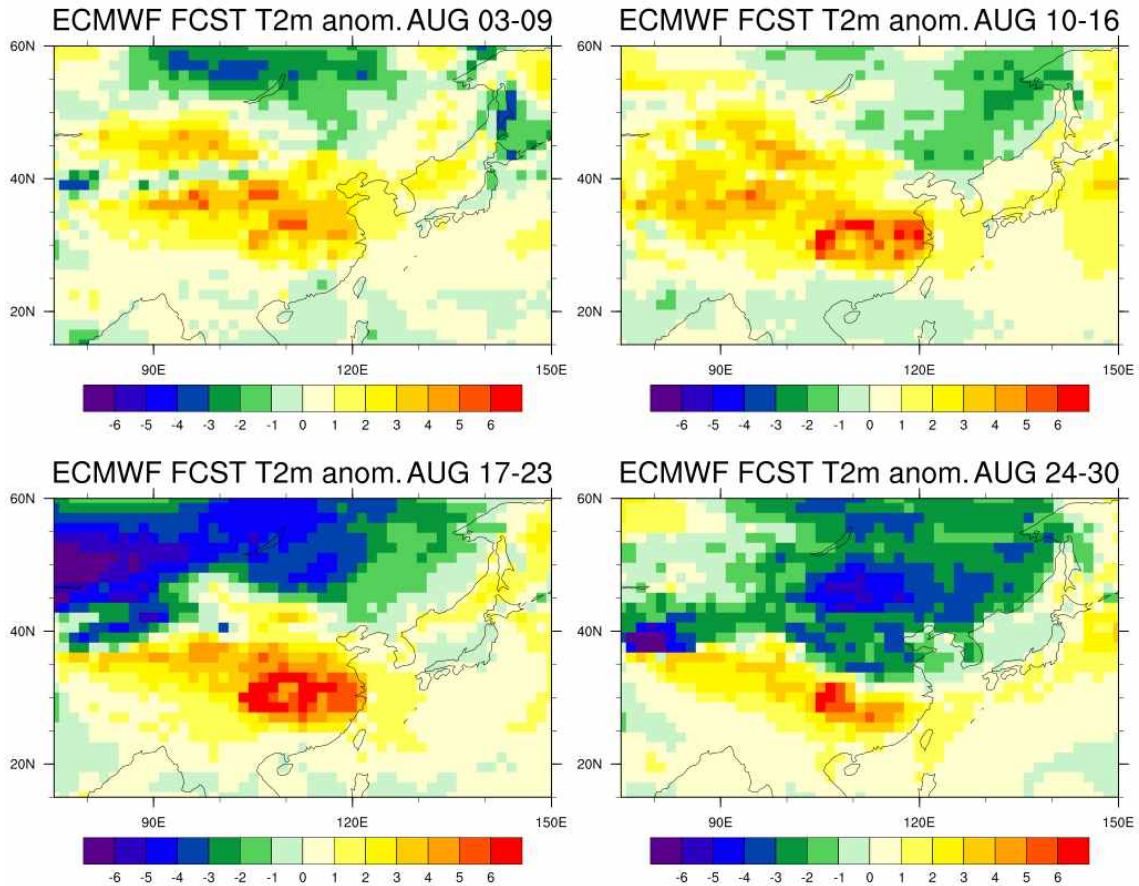 ECMWF FCST T2m anom. AUG 03-09
60N
40N
20N
90E 120E 150E
-6 -5 -4 -3 -2 -1 0 1 2 3 4 5 6
ECMWF FCST T2m anom. AUG 10-16
60N
40N
20N
90E 120E 150E
-6 -5 -4 -3 -2 -1 0 1 2 3 4 5 6
ECMWF FCST T2m anom. AUG 17-23
60N
40N
20N
90E 120E 150E
-6 -5 -4 -3 -2 -1 0 1 2 3 4 5 6
ECMWF FCST T2m anom. AUG 24-30
60N
40N
20N
90E 120E 150E
-6 -5 -4 -3 -2 -1 0 1 2 3 4 5 6